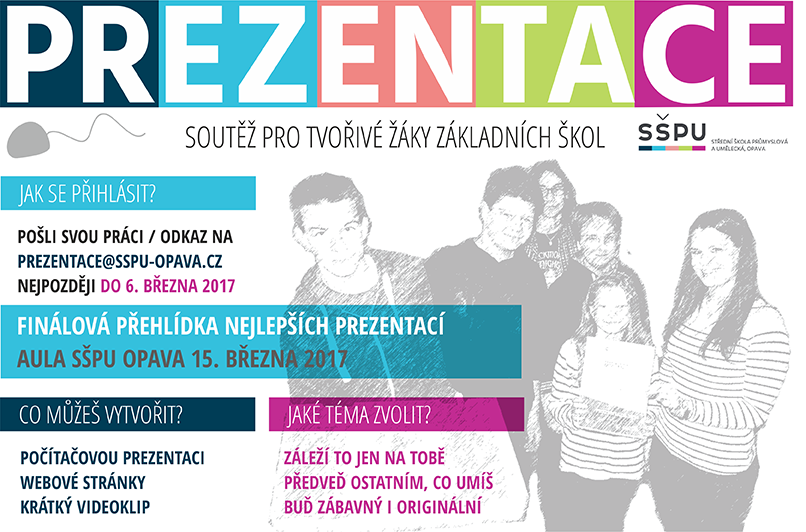 PREZENTACE
SOUTĚŽ PRO TVOŘIVÉ ŽÁKY ZÁKLADNÍCH ŠKOL
SŠPU
STŘEDNÍ ŠKOLA PRŮMYSLOVÁ
A UMĚLECKÁ, OPAVA
JAK SE PŘIHLÁSIT?
POŠLI SVOU PRÁCI / ODKAZ NA
PREZENTACE@SSPU-OPAVA.CZ
NEJPOZDĚJI DO 6. BŘEZNA 2017
FINÁLOVÁ PŘEHLÍDKA NEJLEPŠÍCH PREZENTACÍ
AULA SŠPU OPAVA 15. BŘEZNA 2017
CO MŮŽEŠ VYTVOŘIT?
POČÍTAČOVOU PREZENTACI
WEBOVÉ STRÁNKY
KRÁTKÝ VIDEOKLIP
JAKÉ TÉMA ZVOLIT?
ZÁLEŽÍ TO JEN NA TOBĚ
PŘEDVEĎ OSTATNÍM, CO UMÍŠ
BUĎ ZÁBAVNÝ I ORIGINÁLNÍ